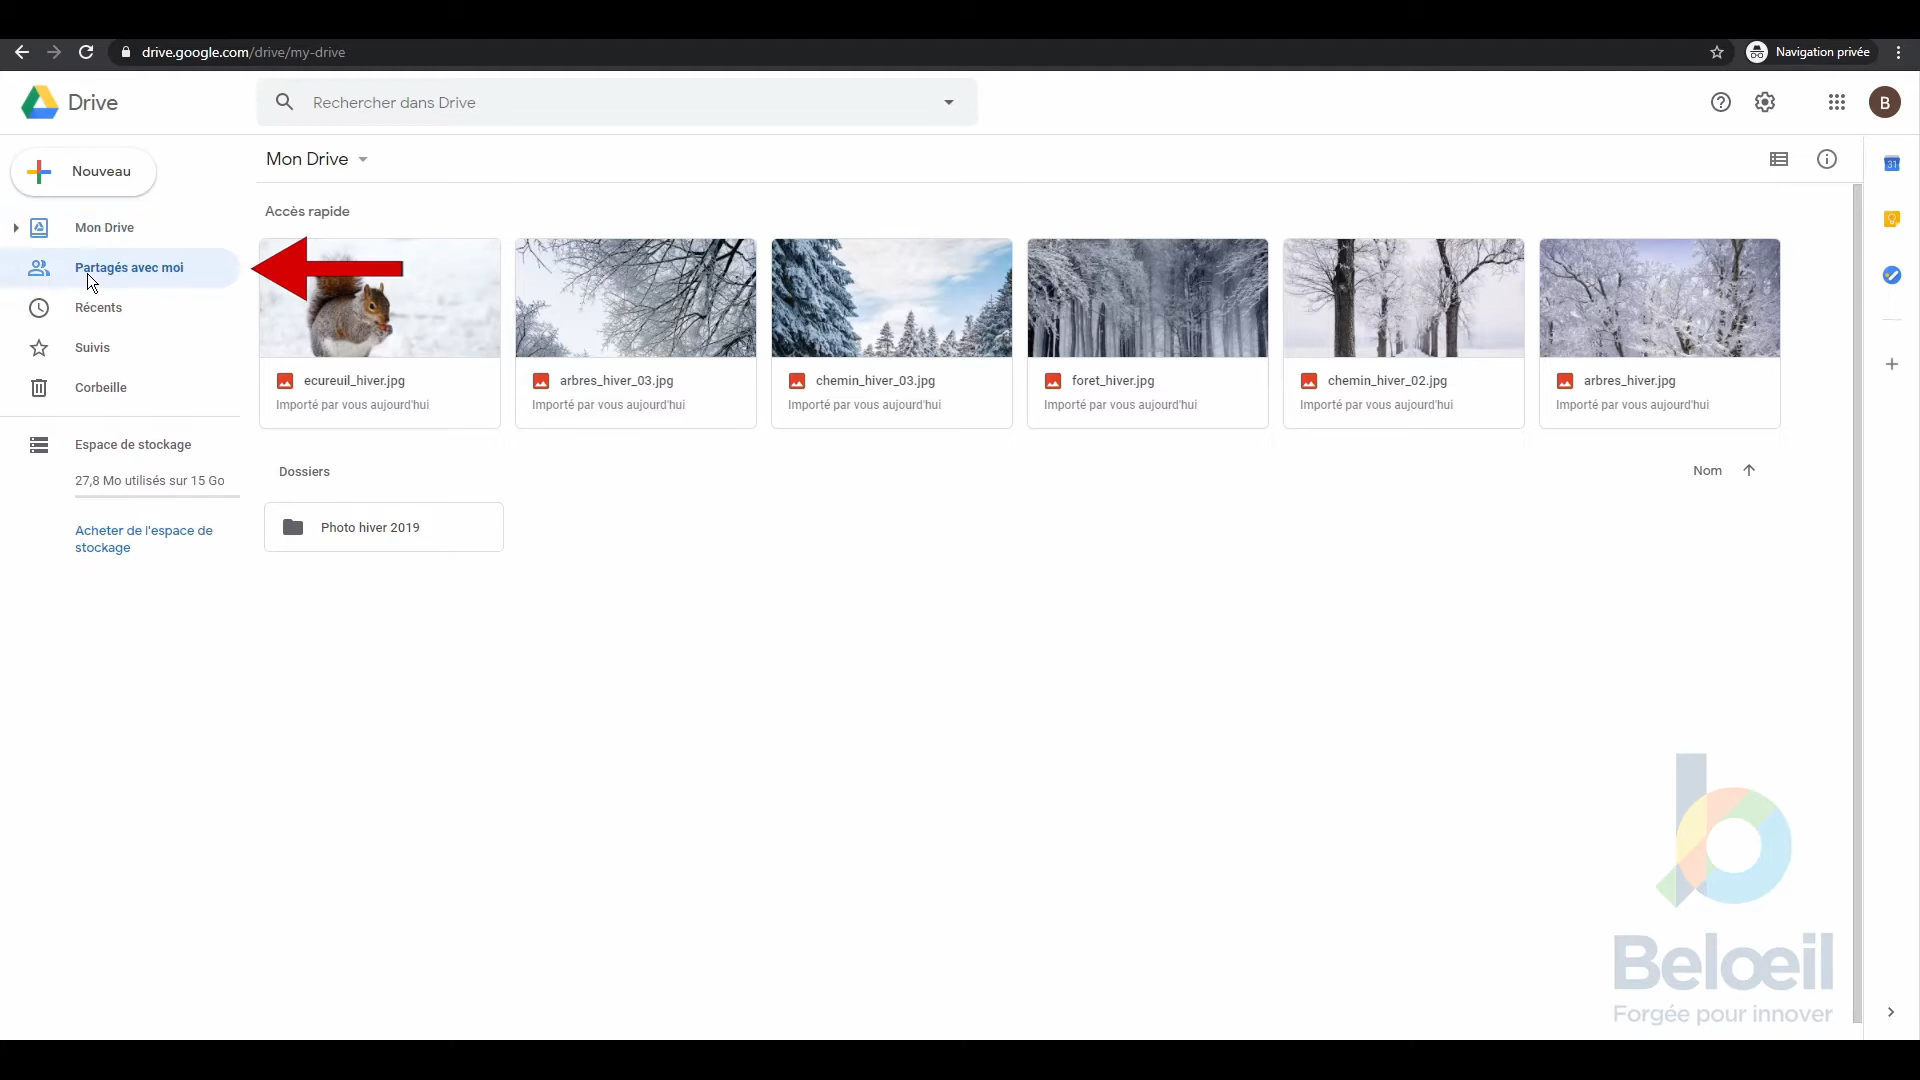 drive.google.com/drive/my-drive
Navigation privée
Drive
Rechercher dans Drive
B
Nouveau
Mon Drive
Accès rapide
Mon Drive
Partagés avec moi
Récents
Suivis
Corbeille
ecureuil_hiver.jpg
Importé par vous aujourd'hui
arbres_hiver_03.jpg
Importé par vous aujourd'hui
chemin_hiver_03.jpg
Importé par vous aujourd'hui
foret_hiver.jpg
Importé par vous aujourd'hui
chemin_hiver_02.jpg
Importé par vous aujourd'hui
arbres_hiver.jpg
Importé par vous aujourd'hui
Espace de stockage
27,8 Mo utilisés sur 15 Go
Acheter de l'espace de
stockage
Dossiers
Nom
Photo hiver 2019
31
Belœil
Forgée pour innover